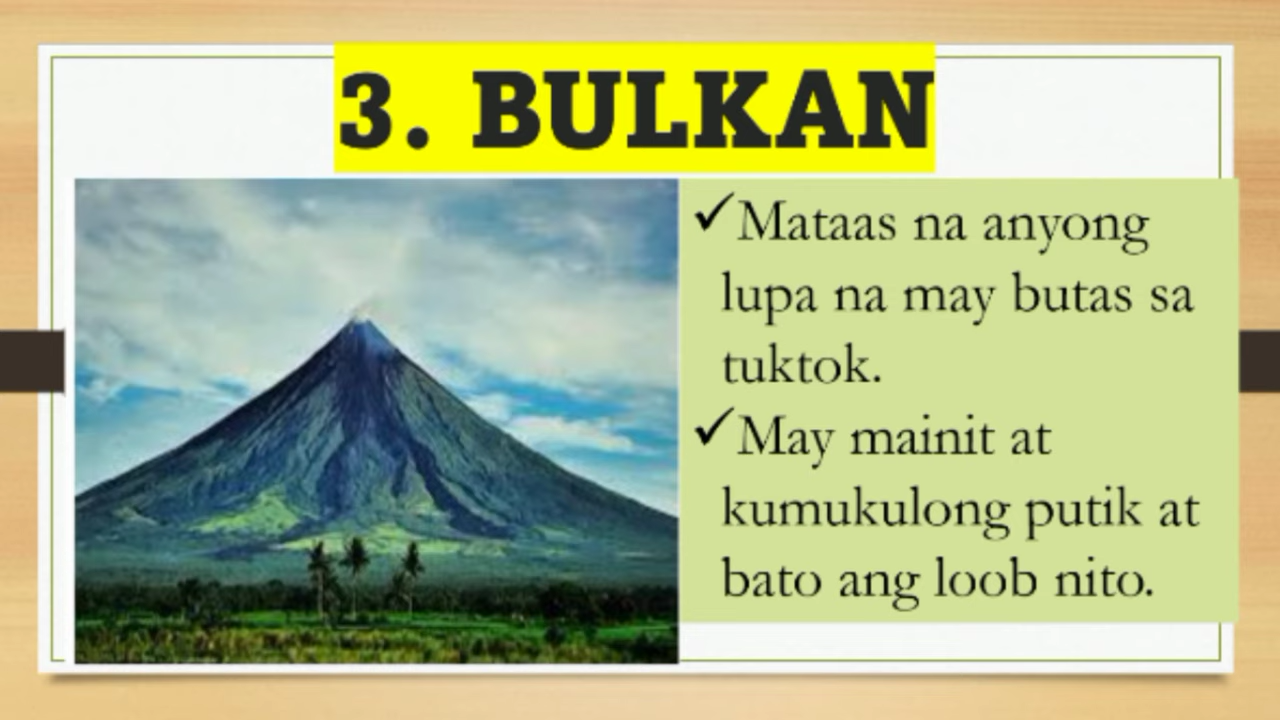 3. BULKAN
✓Mataas na anyong
lupa na may butas sa
tuktok.
✓May mainit at
kumukulong putik at
bato ang loob nito.